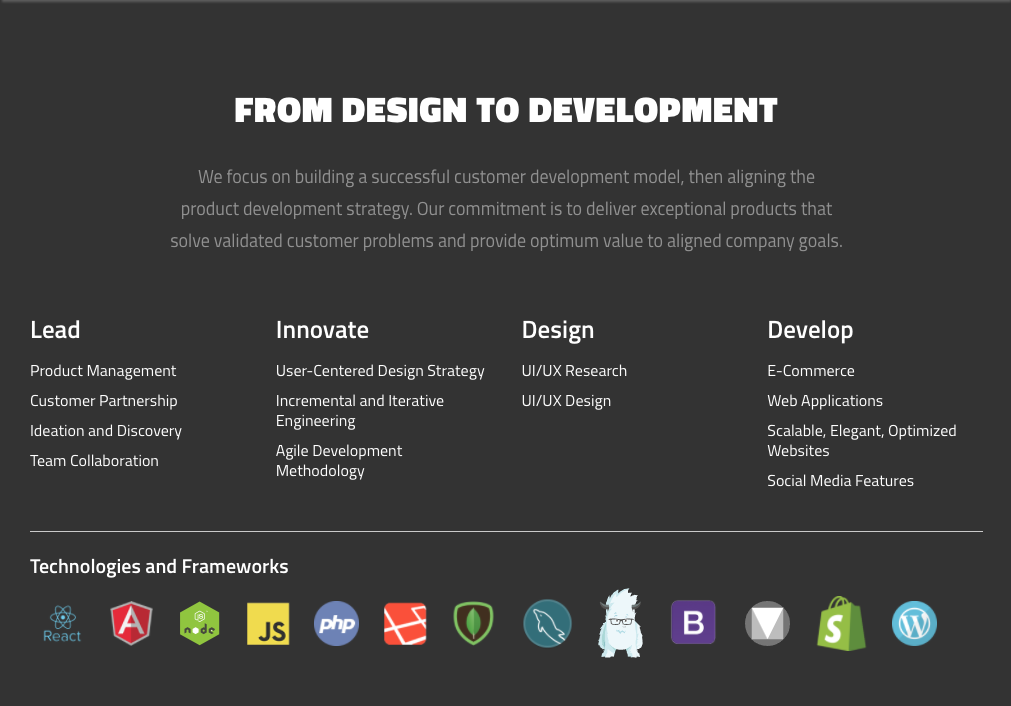 FROM DESIGN TO DEVELOPMENT
We focus on building a successful customer development model, then aligning the
product development strategy. Our commitment is to deliver exceptional products that
solve validated customer problems and provide optimum value to aligned company goals.
Lead
Product Management
Customer Partnership
Ideation and Discovery
Team Collaboration
Innovate
User-Centered Design Strategy
Incremental and Iterative
Engineering
Agile Development
Methodology
Design
UI/UX Research
UI/UX Design
Develop
E-Commerce
Web Applications
Scalable, Elegant, Optimized
Websites
Social Media Features
Technologies and Frameworks
React
A
node
JS
php
B
S
W